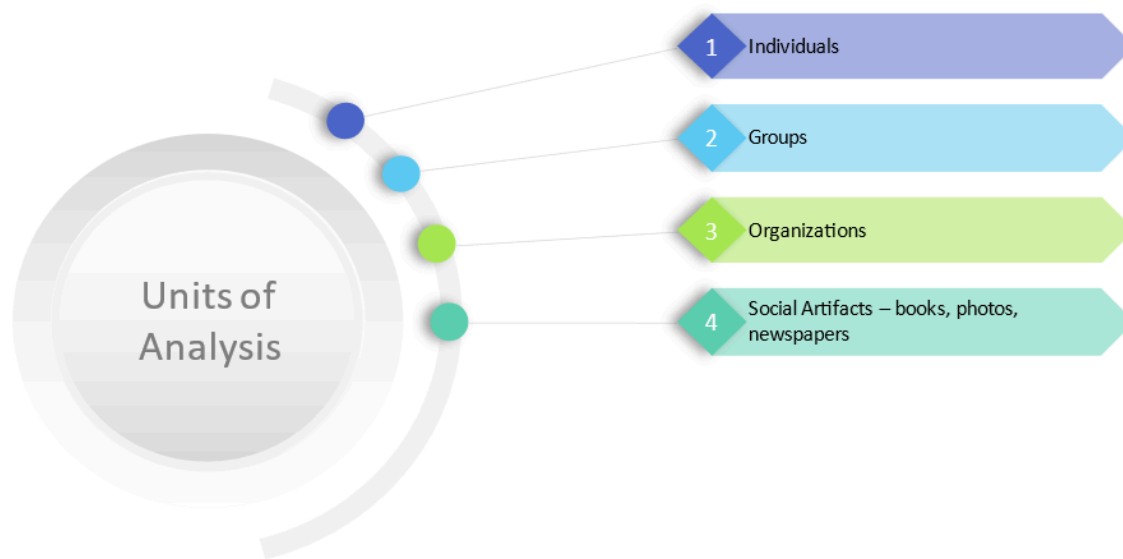 Units of
Analysis
1
Individuals
2
Groups
3
Organizations
4
Social Artifacts – books, photos,
newspapers